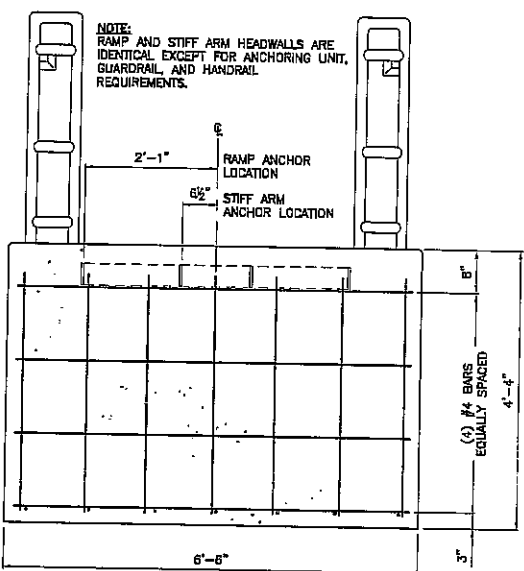 NOTE:
RAMP AND STIFF ARM HEADWALLS ARE
IDENTICAL EXCEPT FOR ANCHORING UNIT,
GUARDRAIL, AND HANDRAIL
REQUIREMENTS.
℄
2'-1"
RAMP ANCHOR
LOCATION
6½"
STIFF ARM
ANCHOR LOCATION
8"
(4) #4 BARS
EQUALLY SPACED
4'-4"
6'-6"
3"